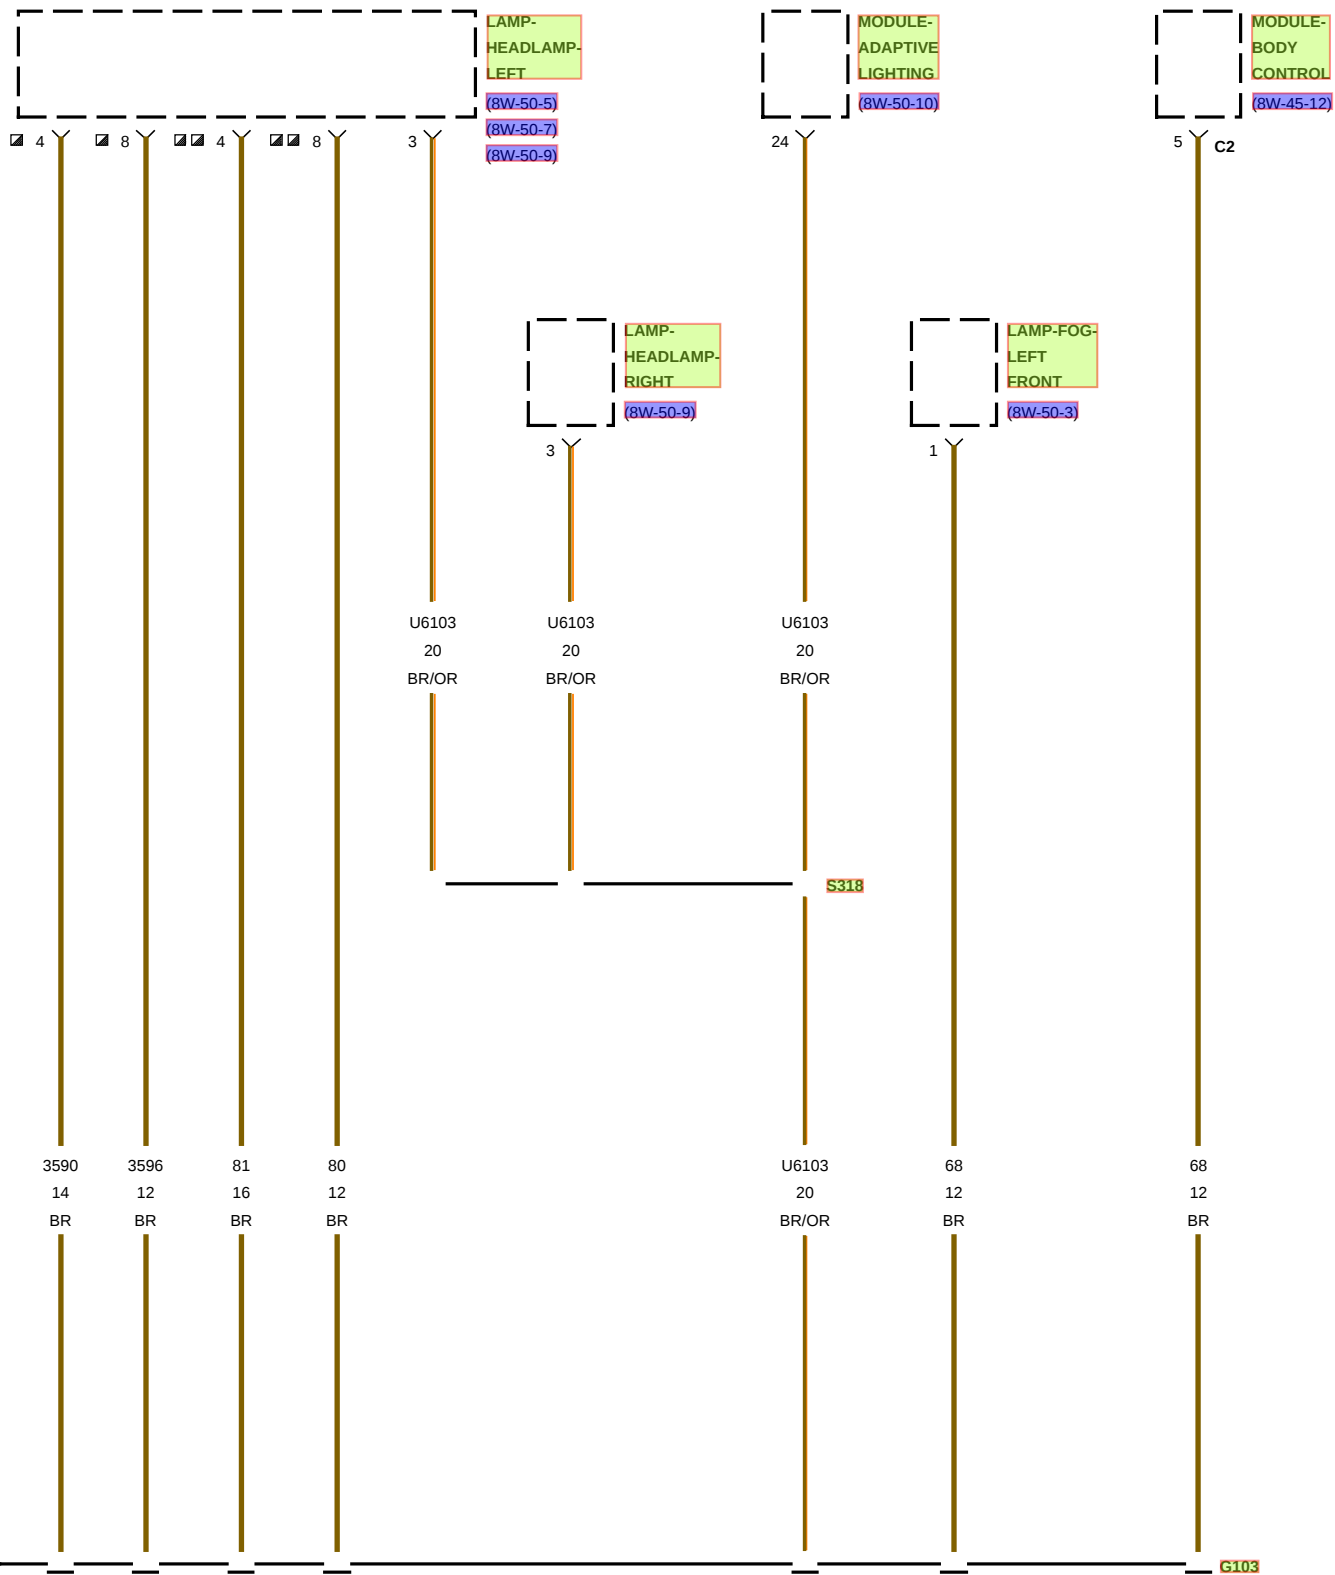 LAMP-
HEADLAMP-
LEFT
(8W-50-5)
(8W-50-7)
(8W-50-9)
MODULE-
ADAPTIVE
LIGHTING
(8W-50-10)
MODULE-
BODY
CONTROL
(8W-45-12)
4 8 4 8 3 24 5 C2
LAMP-
HEADLAMP-
RIGHT
(8W-50-9)
LAMP-FOG-
LEFT
FRONT
(8W-50-3)
3 1
U6103 U6103 U6103
20 20 20
BR/OR BR/OR BR/OR
S318
3590 3596 81 80 U6103 68 68
14 12 16 12 20 12 12
BR BR BR BR BR/OR BR BR
G103